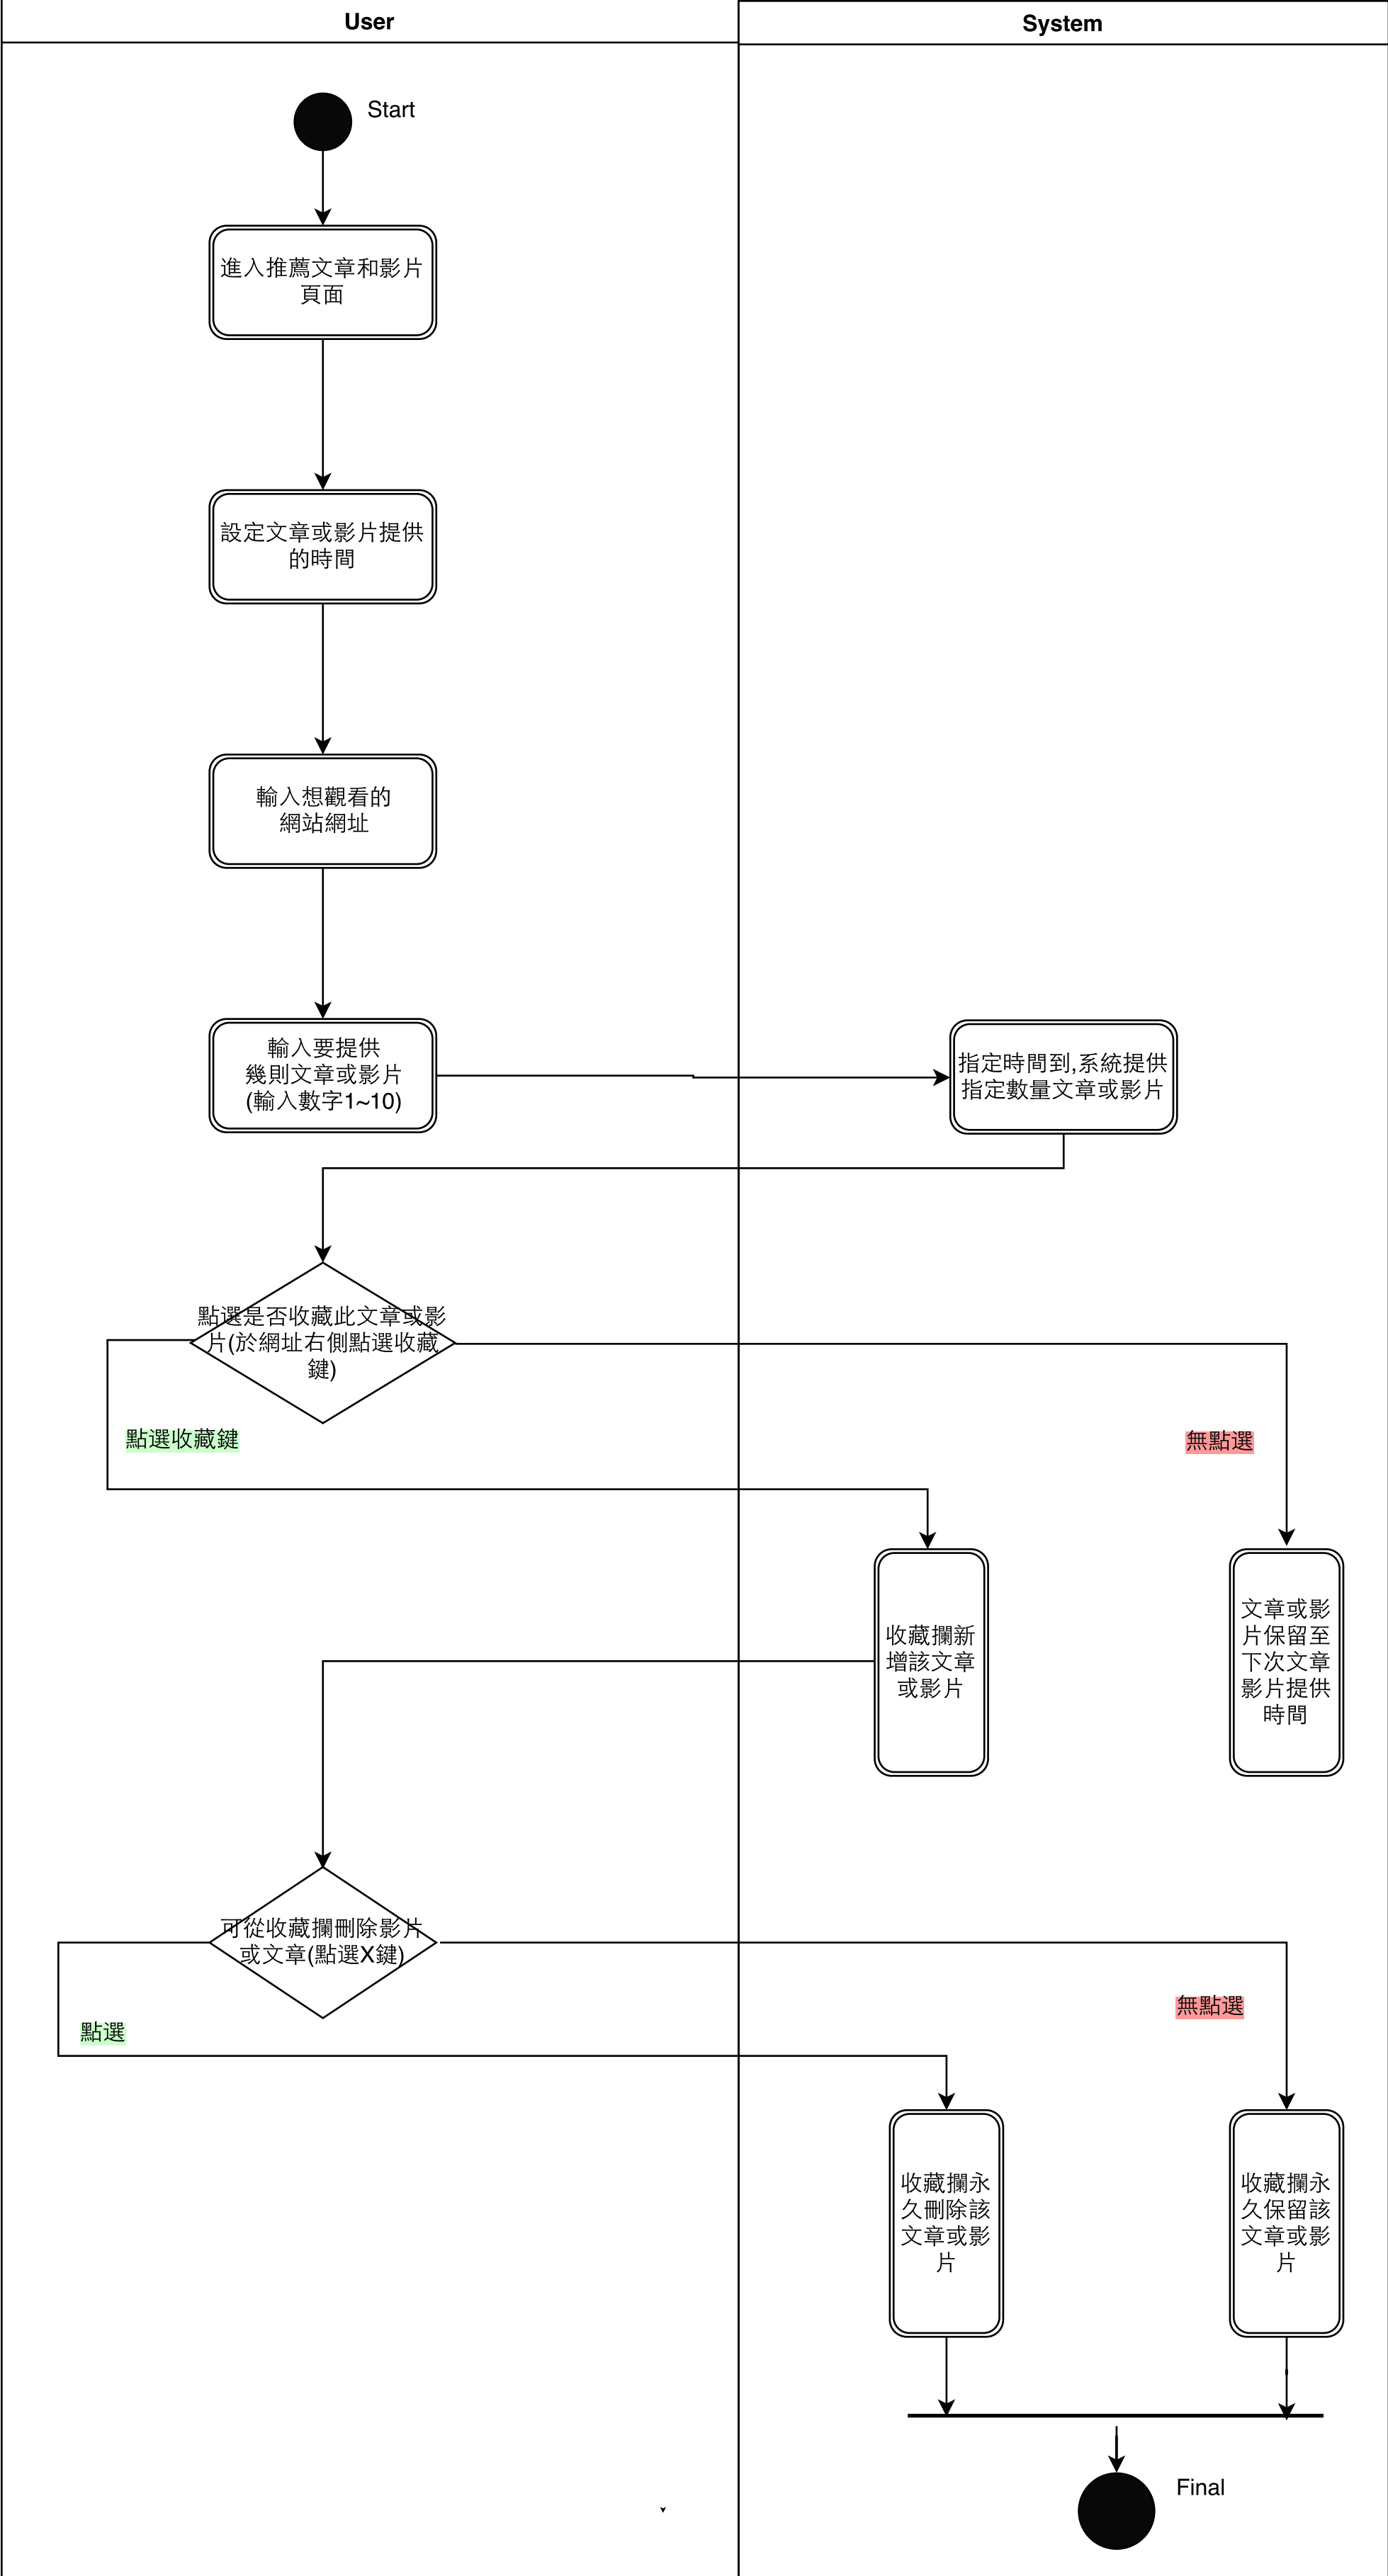 User
System
Start
進入推薦文章和影片
頁面
設定文章或影片提供
的時間
輸入想觀看的
網站網址
輸入要提供
幾則文章或影片
(輸入數字1~10)
指定時間到,系統提供
指定數量文章或影片
點選是否收藏此文章或影
片(於網址右側點選收藏
鍵)
點選收藏鍵
無點選
收藏攔新
增該文章
或影片
文章或影
片保留至
下次文章
影片提供
時間
可從收藏攔刪除影片
或文章(點選X鍵)
點選
無點選
收藏攔永
久刪除該
文章或影
片
收藏攔永
久保留該
文章或影
片
Final